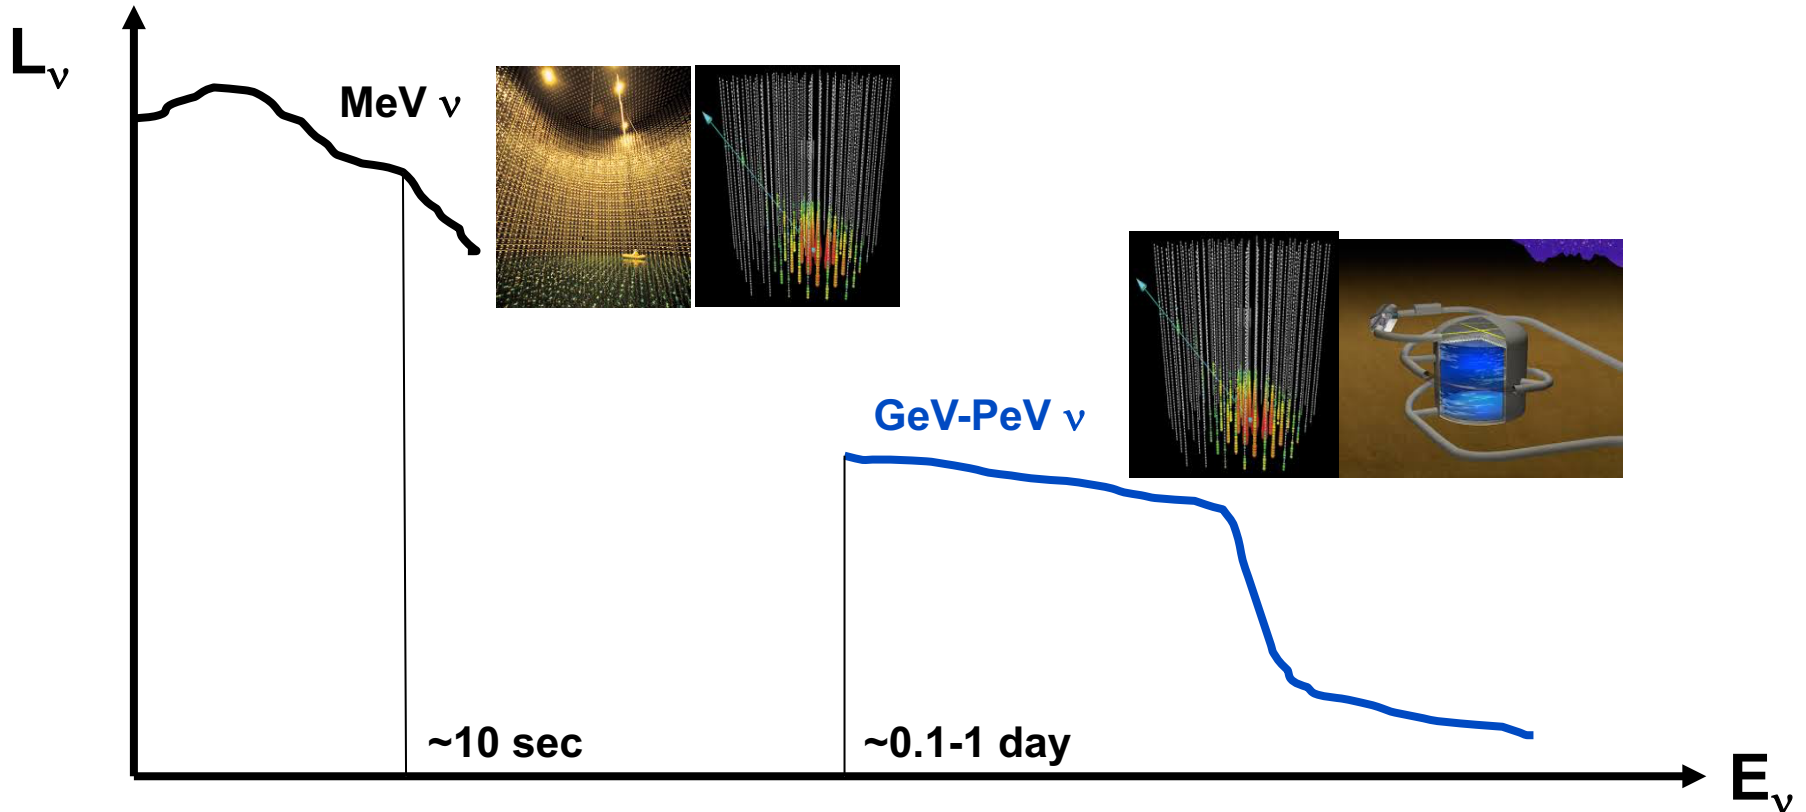 Lν
MeV ν
GeV-PeV ν
~10 sec
~0.1-1 day
Eν